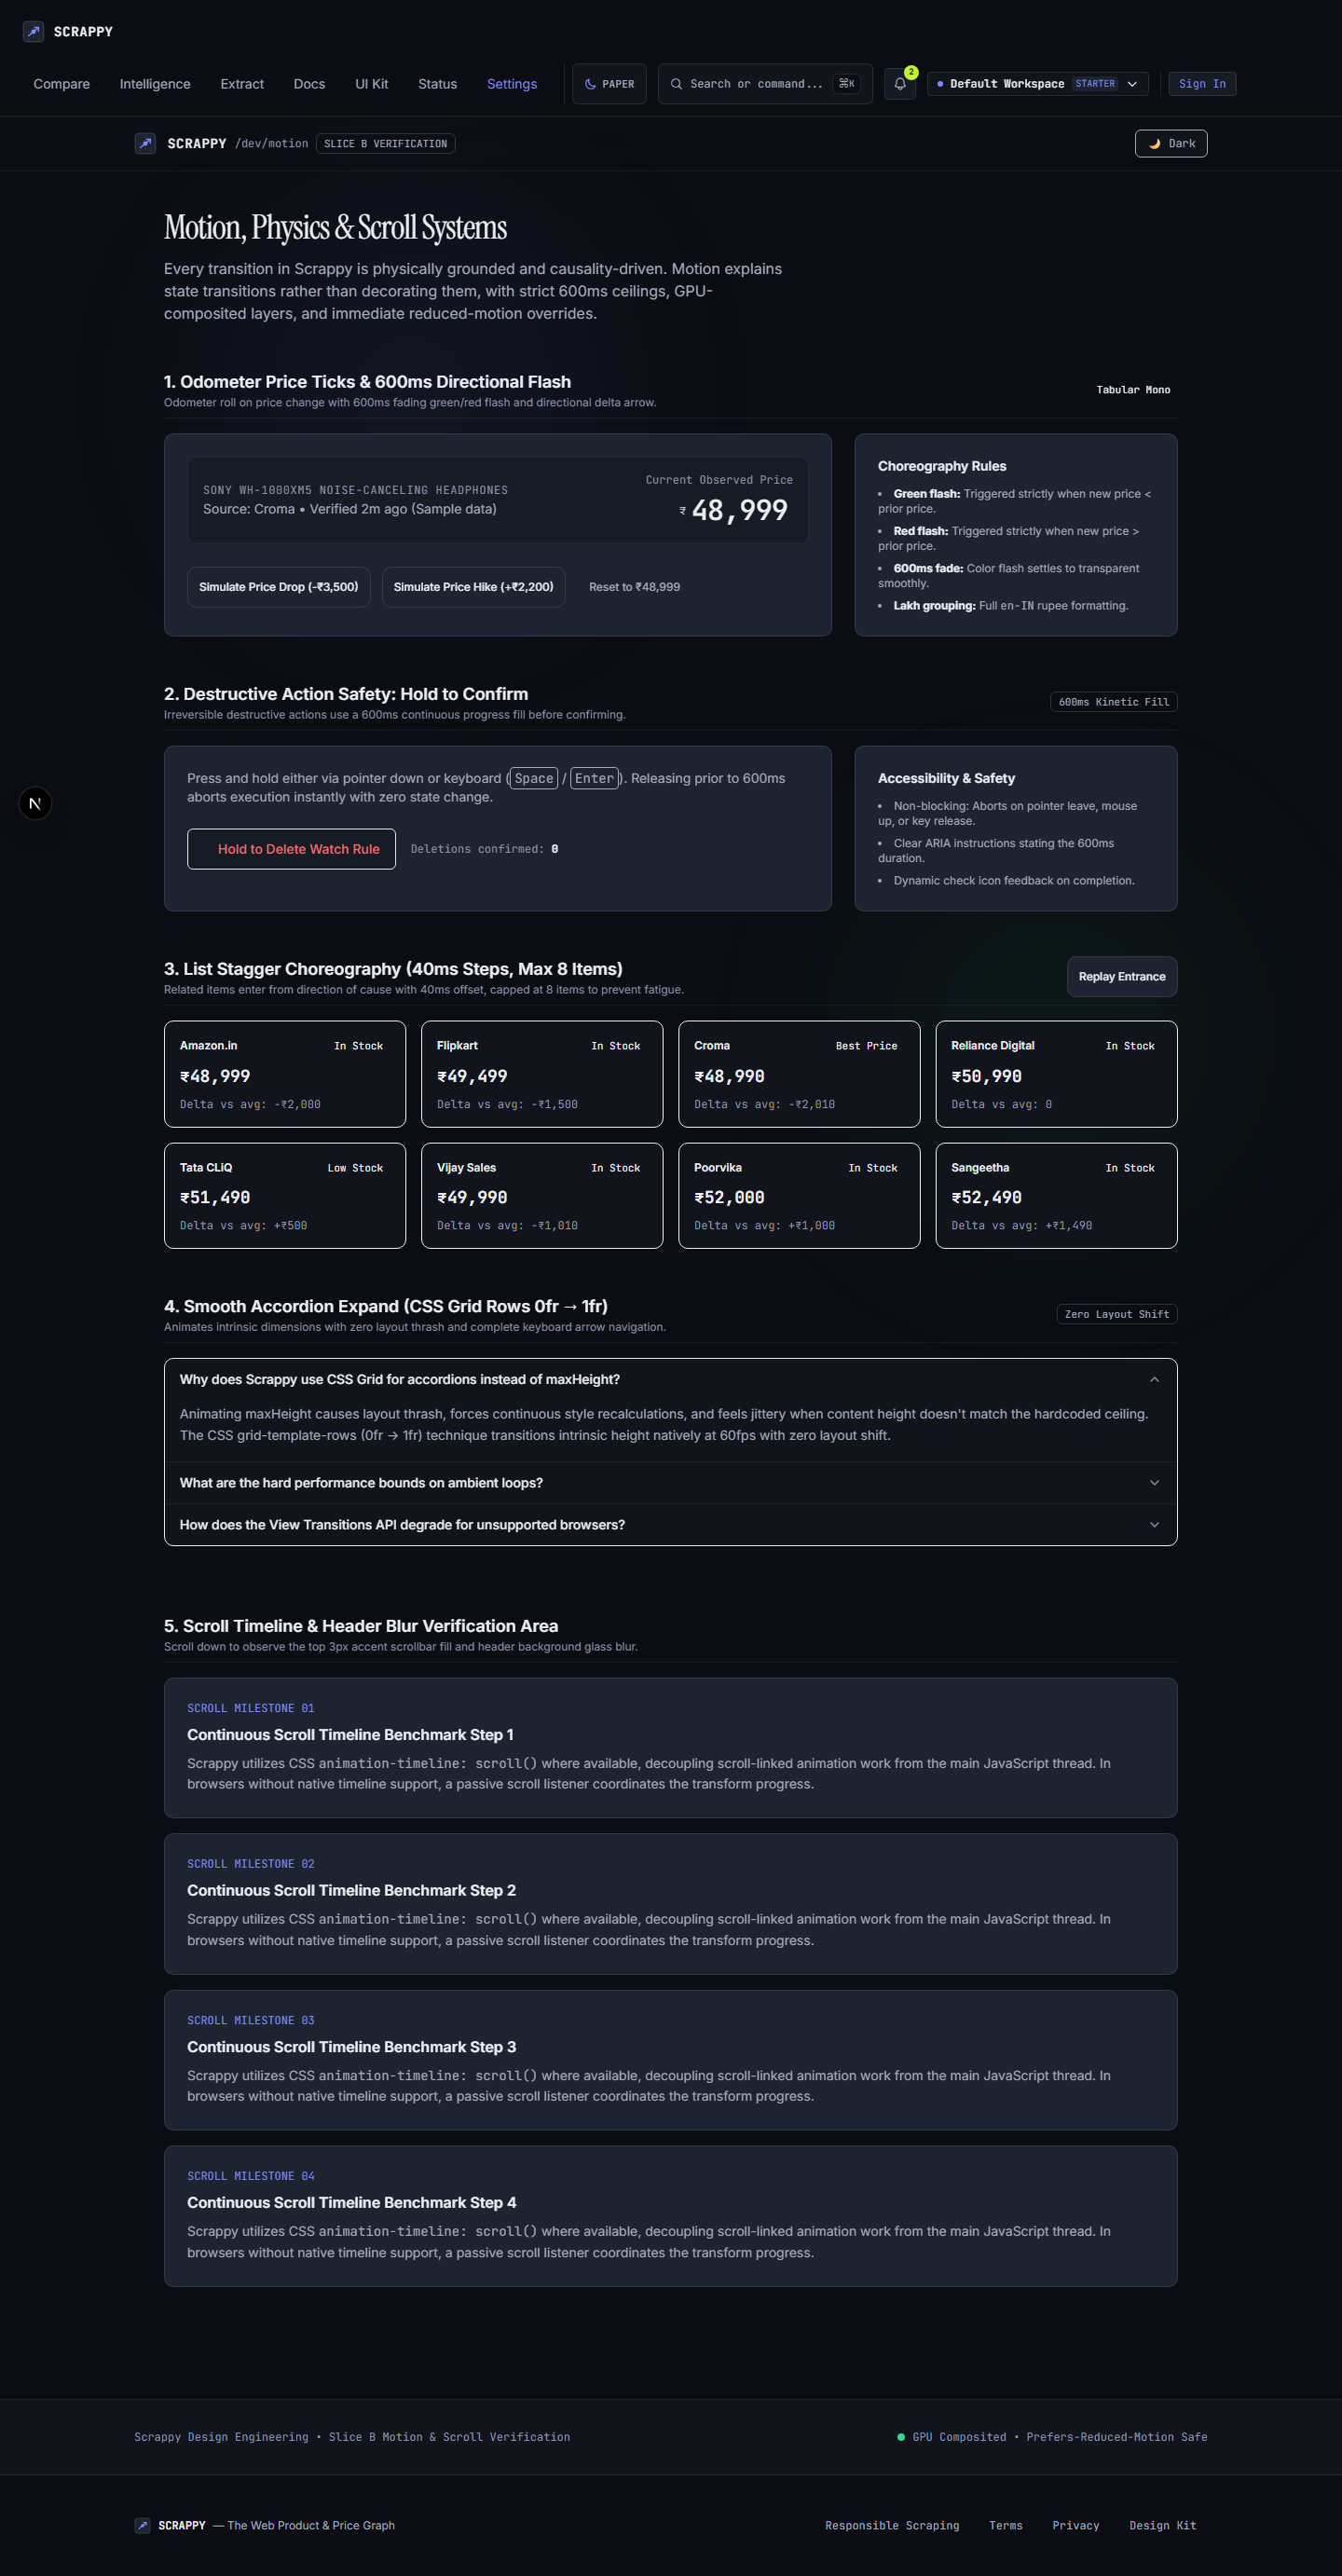 SCRAPPY
Compare Intelligence Extract Docs UI Kit Status Settings PAPER Search or command... ⌘K 2 Default Workspace STARTER Sign In
SCRAPPY /dev/motion SLICE B VERIFICATION Dark
Motion, Physics & Scroll Systems
Every transition in Scrappy is physically grounded and causality-driven. Motion explains
state transitions rather than decorating them, with strict 600ms ceilings, GPU-
composited layers, and immediate reduced-motion overrides.
1. Odometer Price Ticks & 600ms Directional Flash
Odometer roll on price change with 600ms fading green/red flash and directional delta arrow.
Tabular Mono
SONY WH-1000XM5 NOISE-CANCELING HEADPHONES
Source: Croma • Verified 2m ago (Sample data)
Current Observed Price
₹ 48,999
Simulate Price Drop (-₹3,500) Simulate Price Hike (+₹2,200) Reset to ₹48,999
Choreography Rules
• Green flash: Triggered strictly when new price <
prior price.
• Red flash: Triggered strictly when new price >
prior price.
• 600ms fade: Color flash settles to transparent
smoothly.
• Lakh grouping: Full en-IN rupee formatting.
2. Destructive Action Safety: Hold to Confirm
Irreversible destructive actions use a 600ms continuous progress fill before confirming.
600ms Kinetic Fill
Press and hold either via pointer down or keyboard (Space / Enter). Releasing prior to 600ms
aborts execution instantly with zero state change.
Hold to Delete Watch Rule Deletions confirmed: 0
Accessibility & Safety
• Non-blocking: Aborts on pointer leave, mouse
up, or key release.
• Clear ARIA instructions stating the 600ms
duration.
• Dynamic check icon feedback on completion.
N
3. List Stagger Choreography (40ms Steps, Max 8 Items)
Related items enter from direction of cause with 40ms offset, capped at 8 items to prevent fatigue.
Replay Entrance
Amazon.in In Stock
₹48,999
Delta vs avg: -₹2,000
Flipkart In Stock
₹49,499
Delta vs avg: -₹1,500
Croma Best Price
₹48,990
Delta vs avg: -₹2,010
Reliance Digital In Stock
₹50,990
Delta vs avg: 0
Tata CLiQ Low Stock
₹51,490
Delta vs avg: +₹500
Vijay Sales In Stock
₹49,990
Delta vs avg: -₹1,010
Poorvika In Stock
₹52,000
Delta vs avg: +₹1,000
Sangeetha In Stock
₹52,490
Delta vs avg: +₹1,490
4. Smooth Accordion Expand (CSS Grid Rows 0fr → 1fr)
Animates intrinsic dimensions with zero layout thrash and complete keyboard arrow navigation.
Zero Layout Shift
Why does Scrappy use CSS Grid for accordions instead of maxHeight?
Animating maxHeight causes layout thrash, forces continuous style recalculations, and feels jittery when content height doesn't match the hardcoded ceiling.
The CSS grid-template-rows (0fr → 1fr) technique transitions intrinsic height natively at 60fps with zero layout shift.
What are the hard performance bounds on ambient loops?
How does the View Transitions API degrade for unsupported browsers?
5. Scroll Timeline & Header Blur Verification Area
Scroll down to observe the top 3px accent scrollbar fill and header background glass blur.
SCROLL MILESTONE 01
Continuous Scroll Timeline Benchmark Step 1
Scrappy utilizes CSS animation-timeline: scroll() where available, decoupling scroll-linked animation work from the main JavaScript thread. In
browsers without native timeline support, a passive scroll listener coordinates the transform progress.
SCROLL MILESTONE 02
Continuous Scroll Timeline Benchmark Step 2
Scrappy utilizes CSS animation-timeline: scroll() where available, decoupling scroll-linked animation work from the main JavaScript thread. In
browsers without native timeline support, a passive scroll listener coordinates the transform progress.
SCROLL MILESTONE 03
Continuous Scroll Timeline Benchmark Step 3
Scrappy utilizes CSS animation-timeline: scroll() where available, decoupling scroll-linked animation work from the main JavaScript thread. In
browsers without native timeline support, a passive scroll listener coordinates the transform progress.
SCROLL MILESTONE 04
Continuous Scroll Timeline Benchmark Step 4
Scrappy utilizes CSS animation-timeline: scroll() where available, decoupling scroll-linked animation work from the main JavaScript thread. In
browsers without native timeline support, a passive scroll listener coordinates the transform progress.
Scrappy Design Engineering • Slice B Motion & Scroll Verification
GPU Composited • Prefers-Reduced-Motion Safe
SCRAPPY — The Web Product & Price Graph
Responsible Scraping Terms Privacy Design Kit